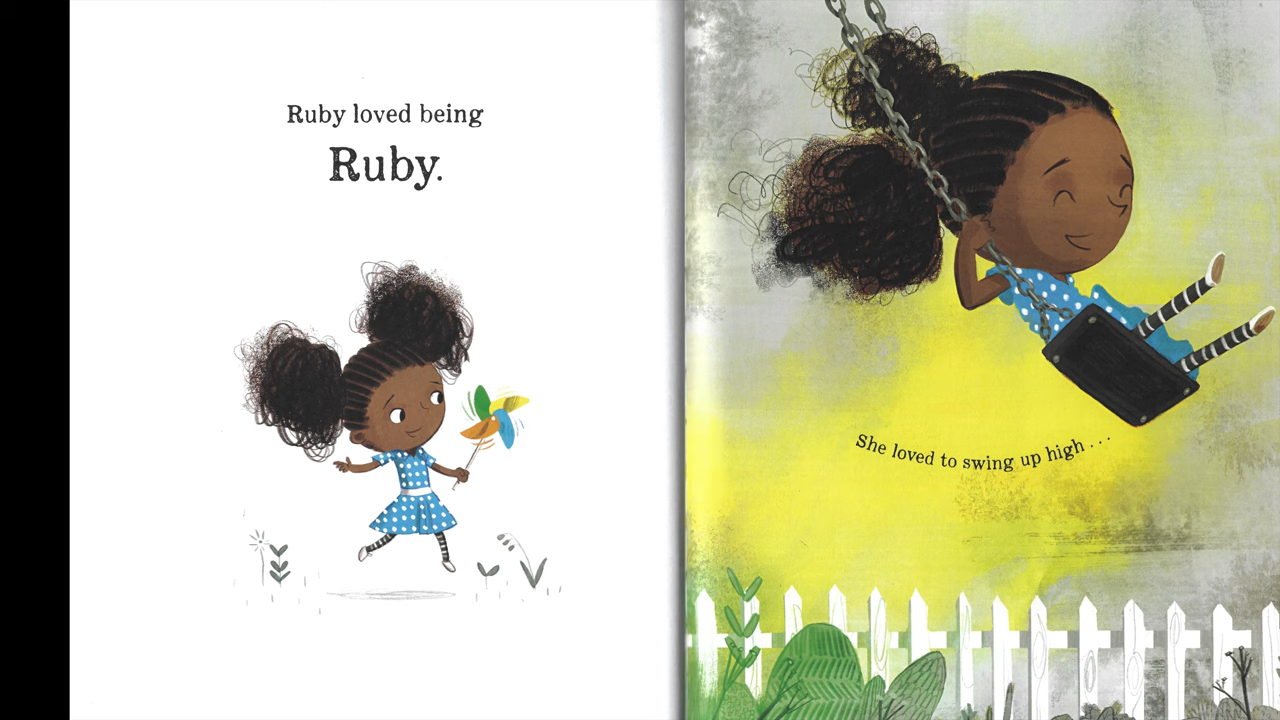 Ruby loved being
Ruby.
She loved to swing up high . . .